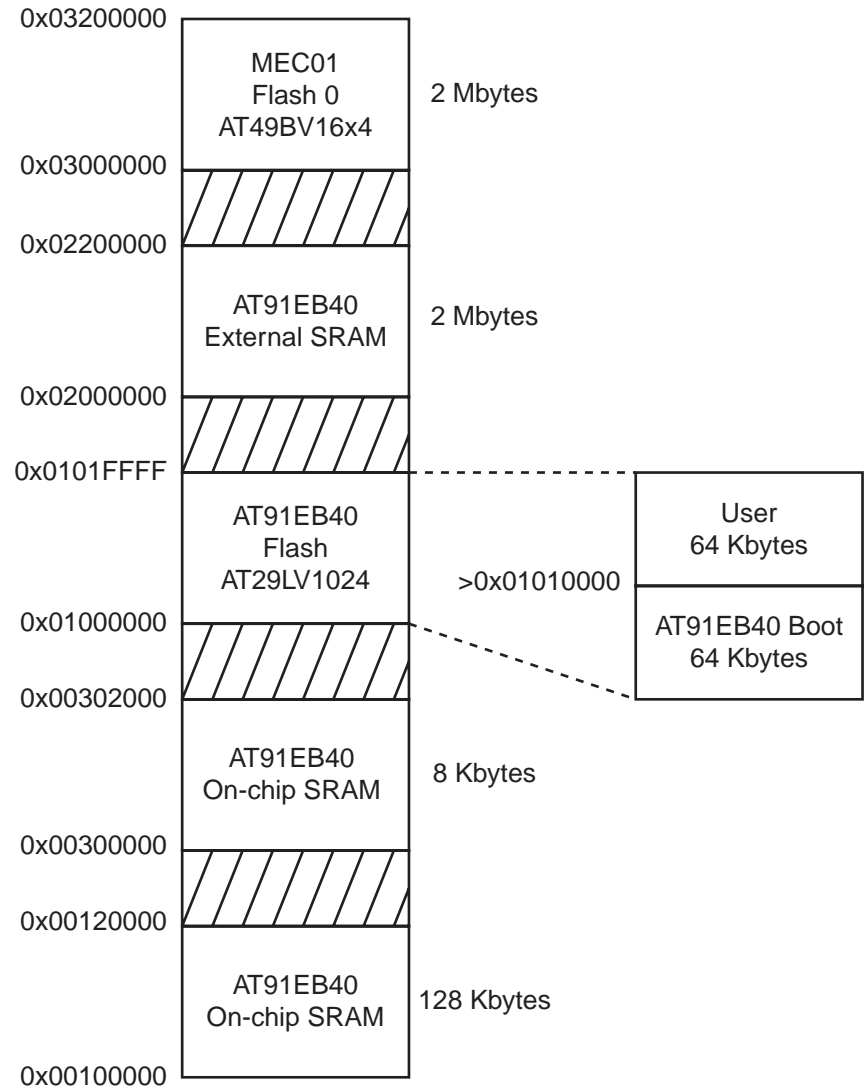 0x03200000
MEC01
Flash 0
AT49BV16x4
2 Mbytes
0x03000000
0x02200000
AT91EB40
External SRAM
2 Mbytes
0x02000000
0x0101FFFF
AT91EB40
Flash
AT29LV1024
User
64 Kbytes
>0x01010000
AT91EB40 Boot
64 Kbytes
0x01000000
0x00302000
AT91EB40
On-chip SRAM
8 Kbytes
0x00300000
0x00120000
AT91EB40
On-chip SRAM
128 Kbytes
0x00100000